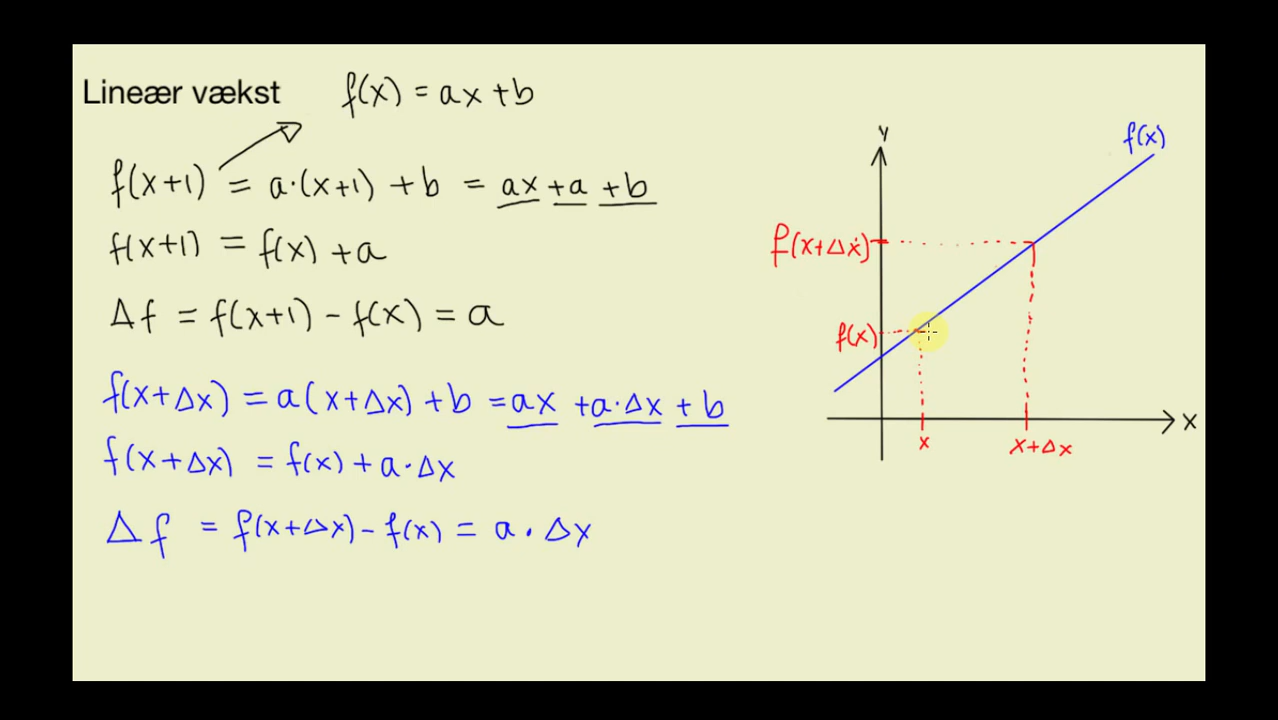 Lineær vækst f(x) = ax + b
f(x+1) = a·(x+1) + b = ax + a + b
f(x+1) = f(x) + a
Δf = f(x+1) - f(x) = a
f(x+Δx) = a(x+Δx) + b = ax + a·Δx + b
f(x+Δx) = f(x) + a·Δx
Δf = f(x+Δx) - f(x) = a·Δx
y
f(x)
f(x+Δx)
f(x)
x
x
x+Δx